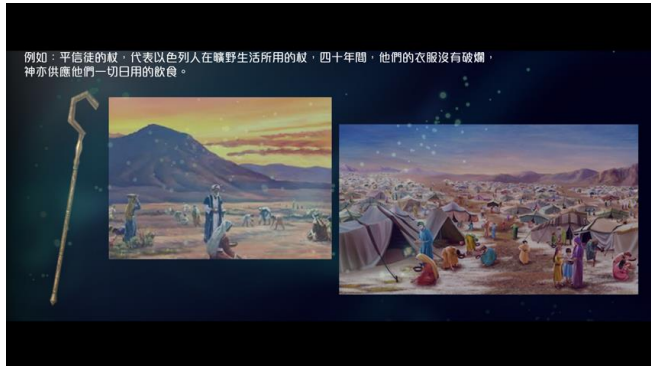 例如：平信徒的杖，代表以色列人在曠野生活所用的杖，四十年間，他們的衣服沒有破爛，
神亦供應他們一切日用的飲食。